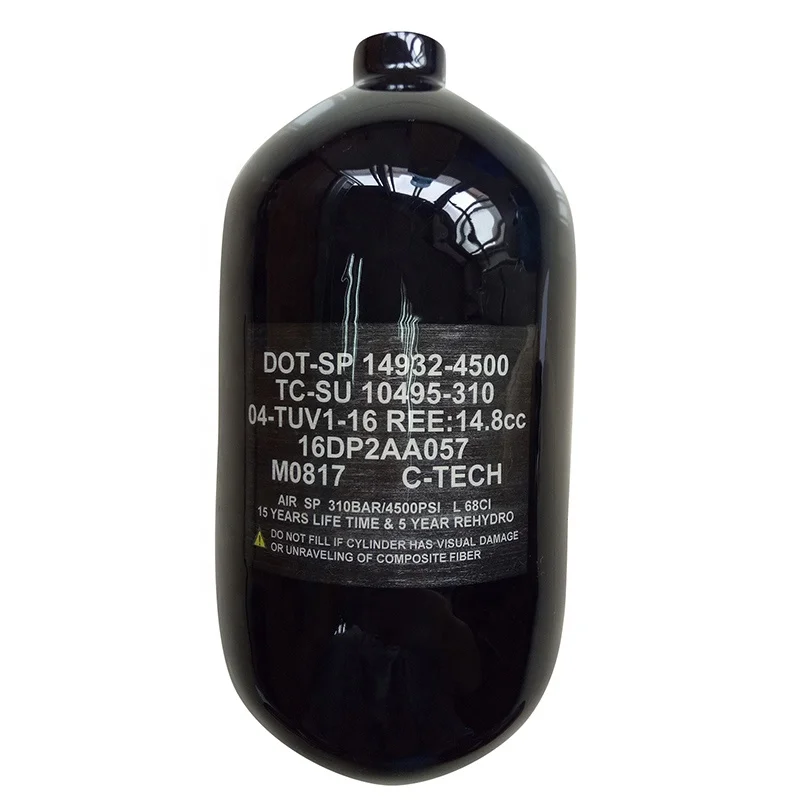 DOT-SP 14932-4500
TC-SU 10495-310
04-TUV1-16 REE:14.8cc
16DP2AA057
M0817 C-TECH
AIR SP 310BAR/4500PSI L 68CI
15 YEARS LIFE TIME & 5 YEAR REHYDRO
DO NOT FILL IF CYLINDER HAS VISUAL DAMAGE
OR UNRAVELING OF COMPOSITE FIBER